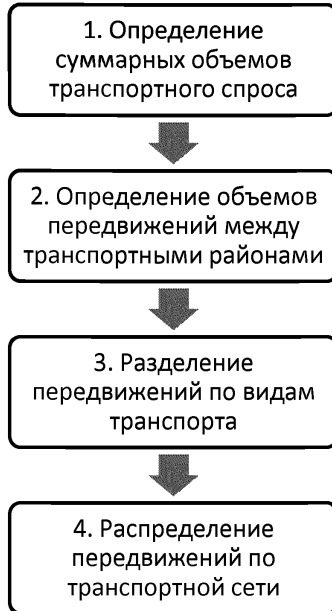 1. Определение
суммарных объемов
транспортного спроса
2. Определение объемов
передвижений между
транспортными районами
3. Разделение
передвижений по видам
транспорта
4. Распределение
передвижений по
транспортной сети